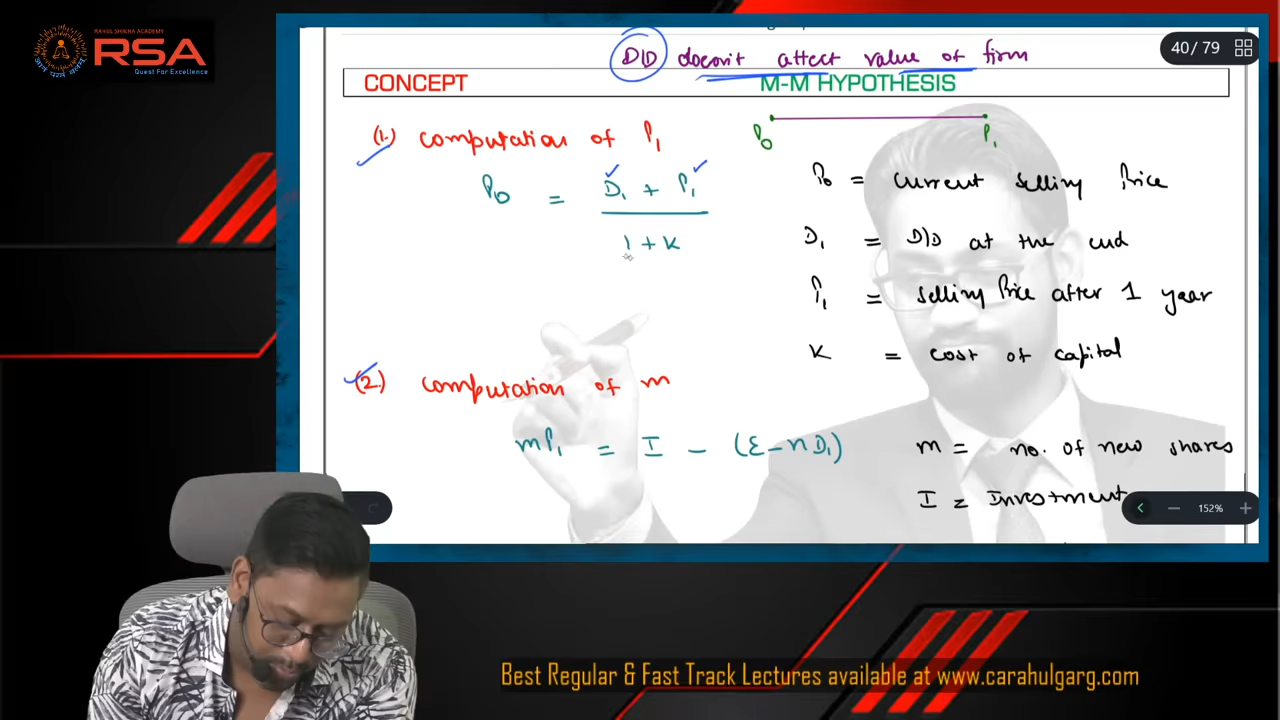 RAHUL SHIKHA ACADEMY
RSA
Quest For Excellence
40 / 79
DID doesn't affect value of firm
CONCEPT M-M HYPOTHESIS
(1.) computation of P₁
P₀ P₁
P₀ = D₁ + P₁
1 + K
P₀ = Current Selling Price
D₁ = D/D at the end
P₁ = Selling Price after 1 year
K = cost of capital
(2.) computation of m
mP₁ = I - (E - nD₁)
m = no. of new shares
I = Investment
152%
Best Regular & Fast Track Lectures available at www.carahulgarg.com